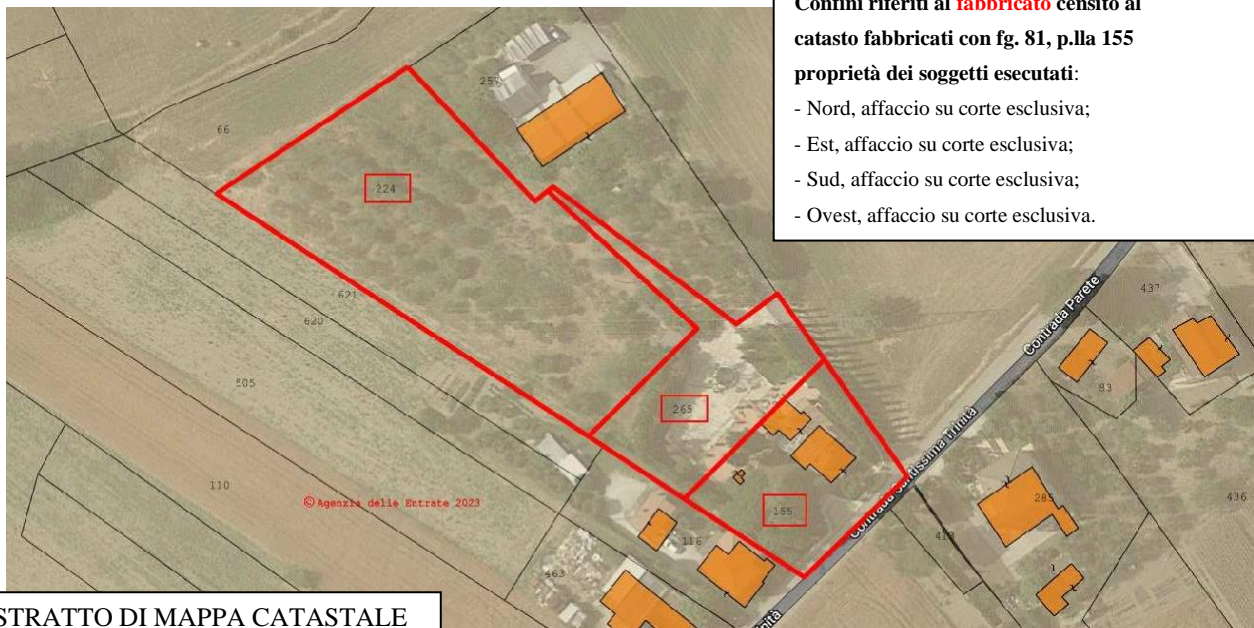 Confini riferiti al fabbricato censito al
catasto fabbricati con fg. 81, p.lla 155
proprietà dei soggetti esecutati:
- Nord, affaccio su corte esclusiva;
- Est, affaccio su corte esclusiva;
- Sud, affaccio su corte esclusiva;
- Ovest, affaccio su corte esclusiva.
257
66
224
621
620
505
265
110
© Agenzia delle Entrate 2023
116
463
Contrada Parete
437
83
Contrada Santissima Trinità
285
436
nità
STRATTO DI MAPPA CATASTALE